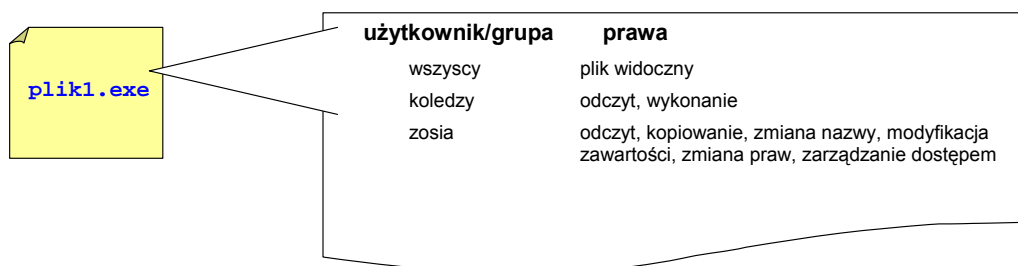 użytkownik/grupa prawa
plik1.exe
wszyscy plik widoczny
koledzy odczyt, wykonanie
zosia odczyt, kopiowanie, zmiana nazwy, modyfikacja
zawartości, zmiana praw, zarządzanie dostępem